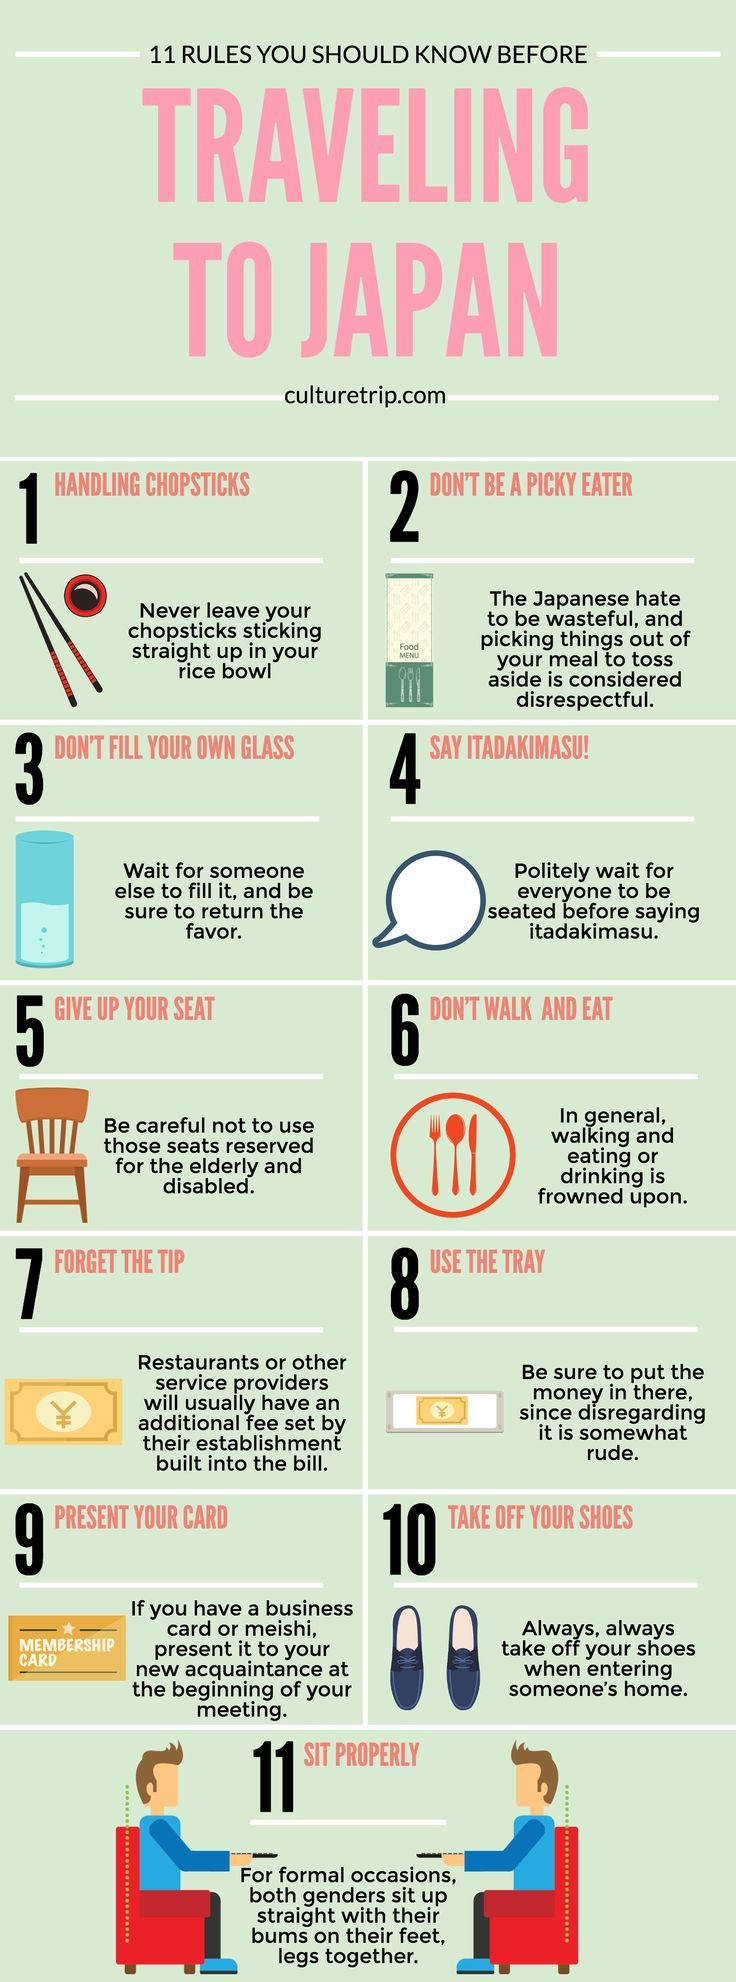 11 RULES YOU SHOULD KNOW BEFORE
TRAVELING
TO JAPAN
culturetrip.com
1 HANDLING CHOPSTICKS
Never leave your
chopsticks sticking
straight up in your
rice bowl
2 DON'T BE A PICKY EATER
Food
MENU
The Japanese hate
to be wasteful, and
picking things out of
your meal to toss
aside is considered
disrespectful.
3 DON'T FILL YOUR OWN GLASS
Wait for someone
else to fill it, and be
sure to return the
favor.
4 SAY ITADAKIMASU!
Politely wait for
everyone to be
seated before saying
itadakimasu.
5 GIVE UP YOUR SEAT
Be careful not to use
those seats reserved
for the elderly and
disabled.
6 DON'T WALK AND EAT
In general,
walking and
eating or
drinking is
frowned upon.
7 FORGET THE TIP
¥
Restaurants or other
service providers
will usually have an
additional fee set by
their establishment
built into the bill.
8 USE THE TRAY
¥
Be sure to put the
money in there,
since disregarding
it is somewhat
rude.
9 PRESENT YOUR CARD
MEMBERSHIP
CARD
If you have a business
card or meishi,
present it to your
new acquaintance at
the beginning of your
meeting.
10 TAKE OFF YOUR SHOES
Always, always
take off your shoes
when entering
someone's home.
11 SIT PROPERLY
For formal occasions,
both genders sit up
straight with their
bums on their feet,
legs together.